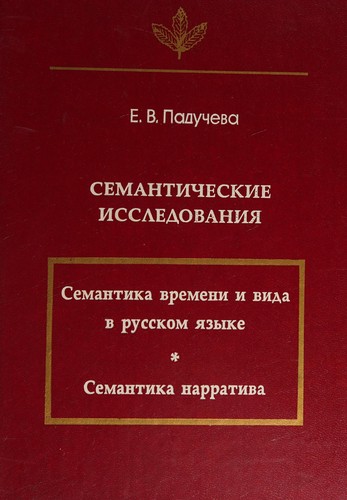 Е. В. Падучева
СЕМАНТИЧЕСКИЕ
ИССЛЕДОВАНИЯ
Семантика времени и вида
в русском языке
*
Семантика нарратива